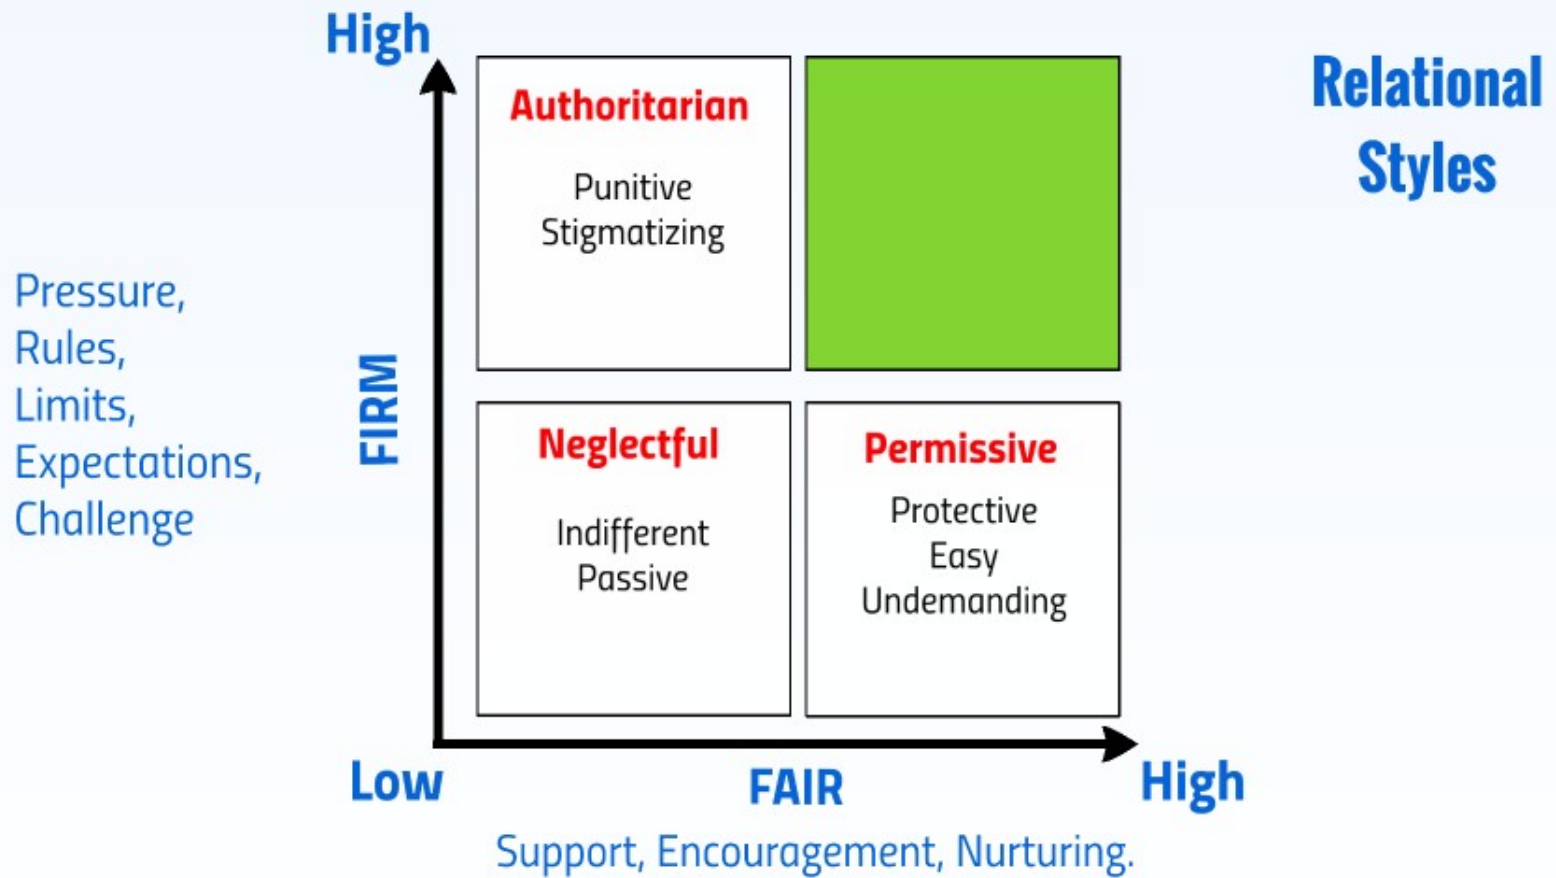 High
Relational
Styles
Authoritarian
Punitive
Stigmatizing
Pressure,
Rules,
Limits,
Expectations,
Challenge
FIRM
Neglectful
Indifferent
Passive
Permissive
Protective
Easy
Undemanding
Low
FAIR
High
Support, Encouragement, Nurturing.